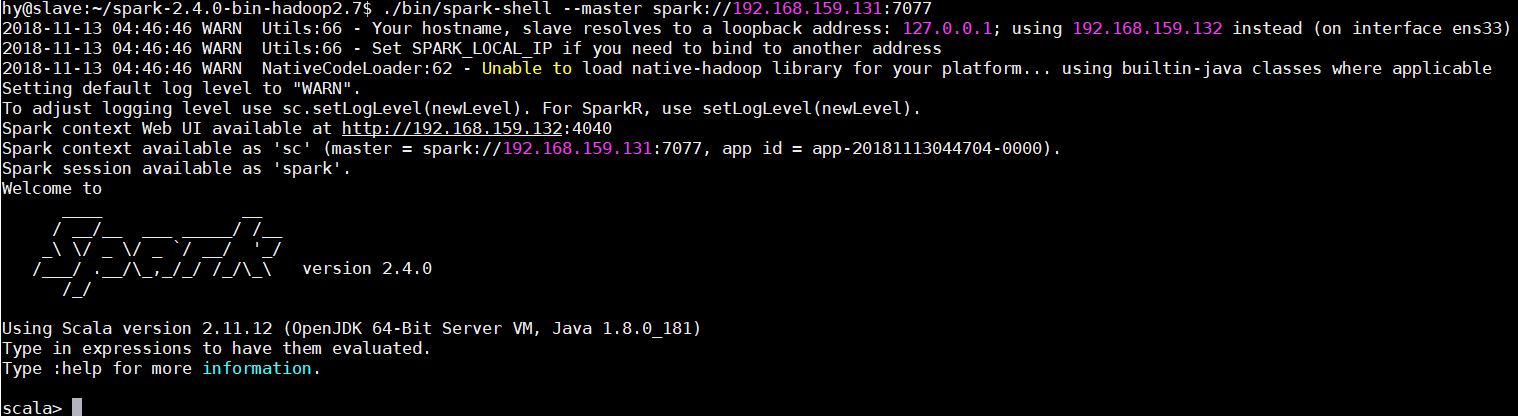 hy@slave:~/spark-2.4.0-bin-hadoop2.7$ ./bin/spark-shell --master spark://192.168.159.131:7077
2018-11-13 04:46:46 WARN  Utils:66 - Your hostname, slave resolves to a loopback address: 127.0.0.1; using 192.168.159.132 instead (on interface ens33)
2018-11-13 04:46:46 WARN  Utils:66 - Set SPARK_LOCAL_IP if you need to bind to another address
2018-11-13 04:46:46 WARN  NativeCodeLoader:62 - Unable to load native-hadoop library for your platform... using builtin-java classes where applicable
Setting default log level to "WARN".
To adjust logging level use sc.setLogLevel(newLevel). For SparkR, use setLogLevel(newLevel).
Spark context Web UI available at http://192.168.159.132:4040
Spark context available as 'sc' (master = spark://192.168.159.131:7077, app id = app-20181113044704-0000).
Spark session available as 'spark'.
Welcome to
      ____              __
     / __/__  ___ _____/ /__
    _\ \/ _ \/ _ `/ __/  '_/
   /___/ .__/\_,_/_/ /_/\_\   version 2.4.0
      /_/

Using Scala version 2.11.12 (OpenJDK 64-Bit Server VM, Java 1.8.0_181)
Type in expressions to have them evaluated.
Type :help for more information.

scala>